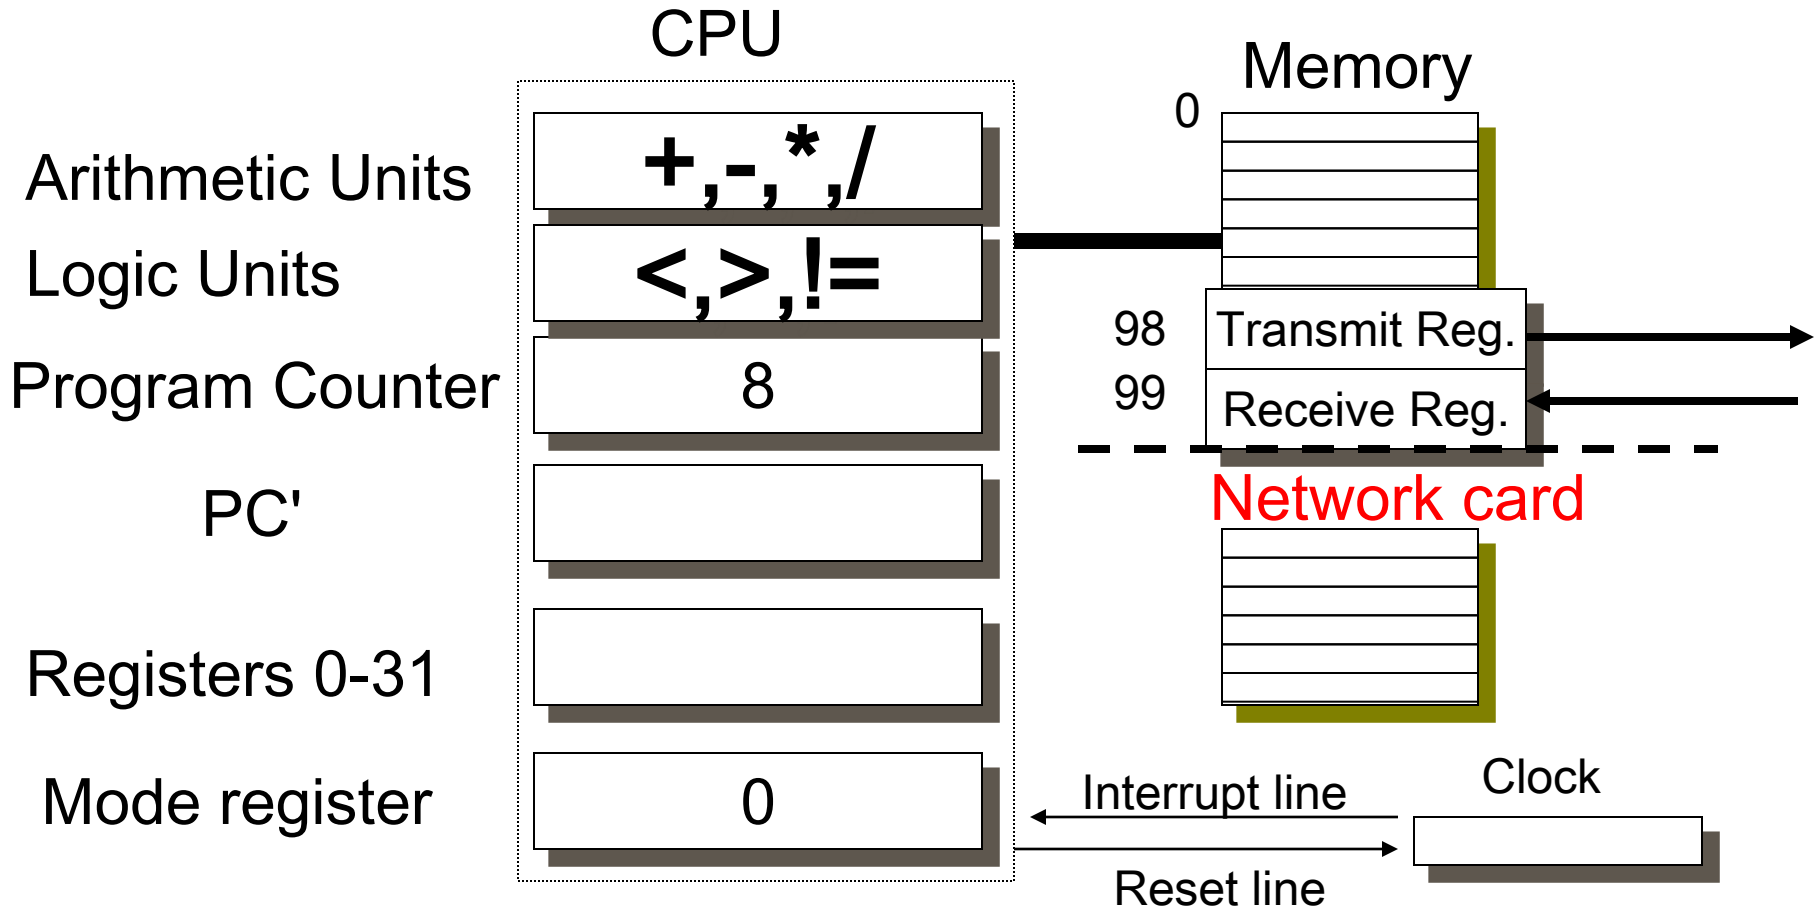 CPU
Memory
0
Arithmetic Units
+,-,*,/
Logic Units
<,>,!=
98
Transmit Reg.
Program Counter
8
99
Receive Reg.
Network card
PC'
Registers 0-31
Mode register
0
Interrupt line
Clock
Reset line